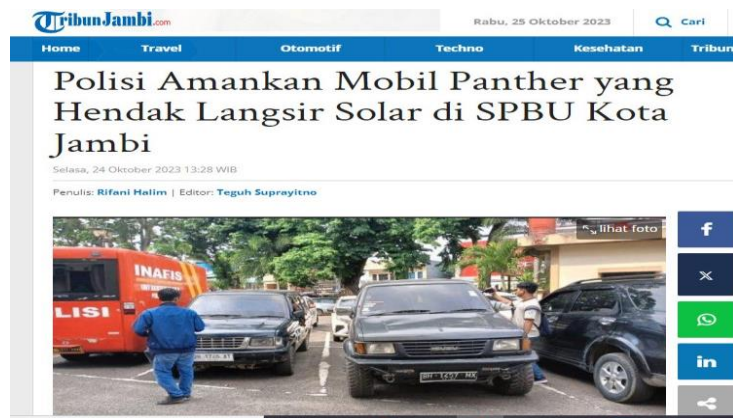 TribunJambi.com
Rabu, 25 Oktober 2023
Cari
Home Travel Otomotif Techno Kesehatan Tribun
Polisi Amankan Mobil Panther yang
Hendak Langsir Solar di SPBU Kota
Jambi
Selasa, 24 Oktober 2023 13:28 WIB
Penulis: Rifani Halim | Editor: Teguh Suprayitno
lihat foto
INAFIS
LISI